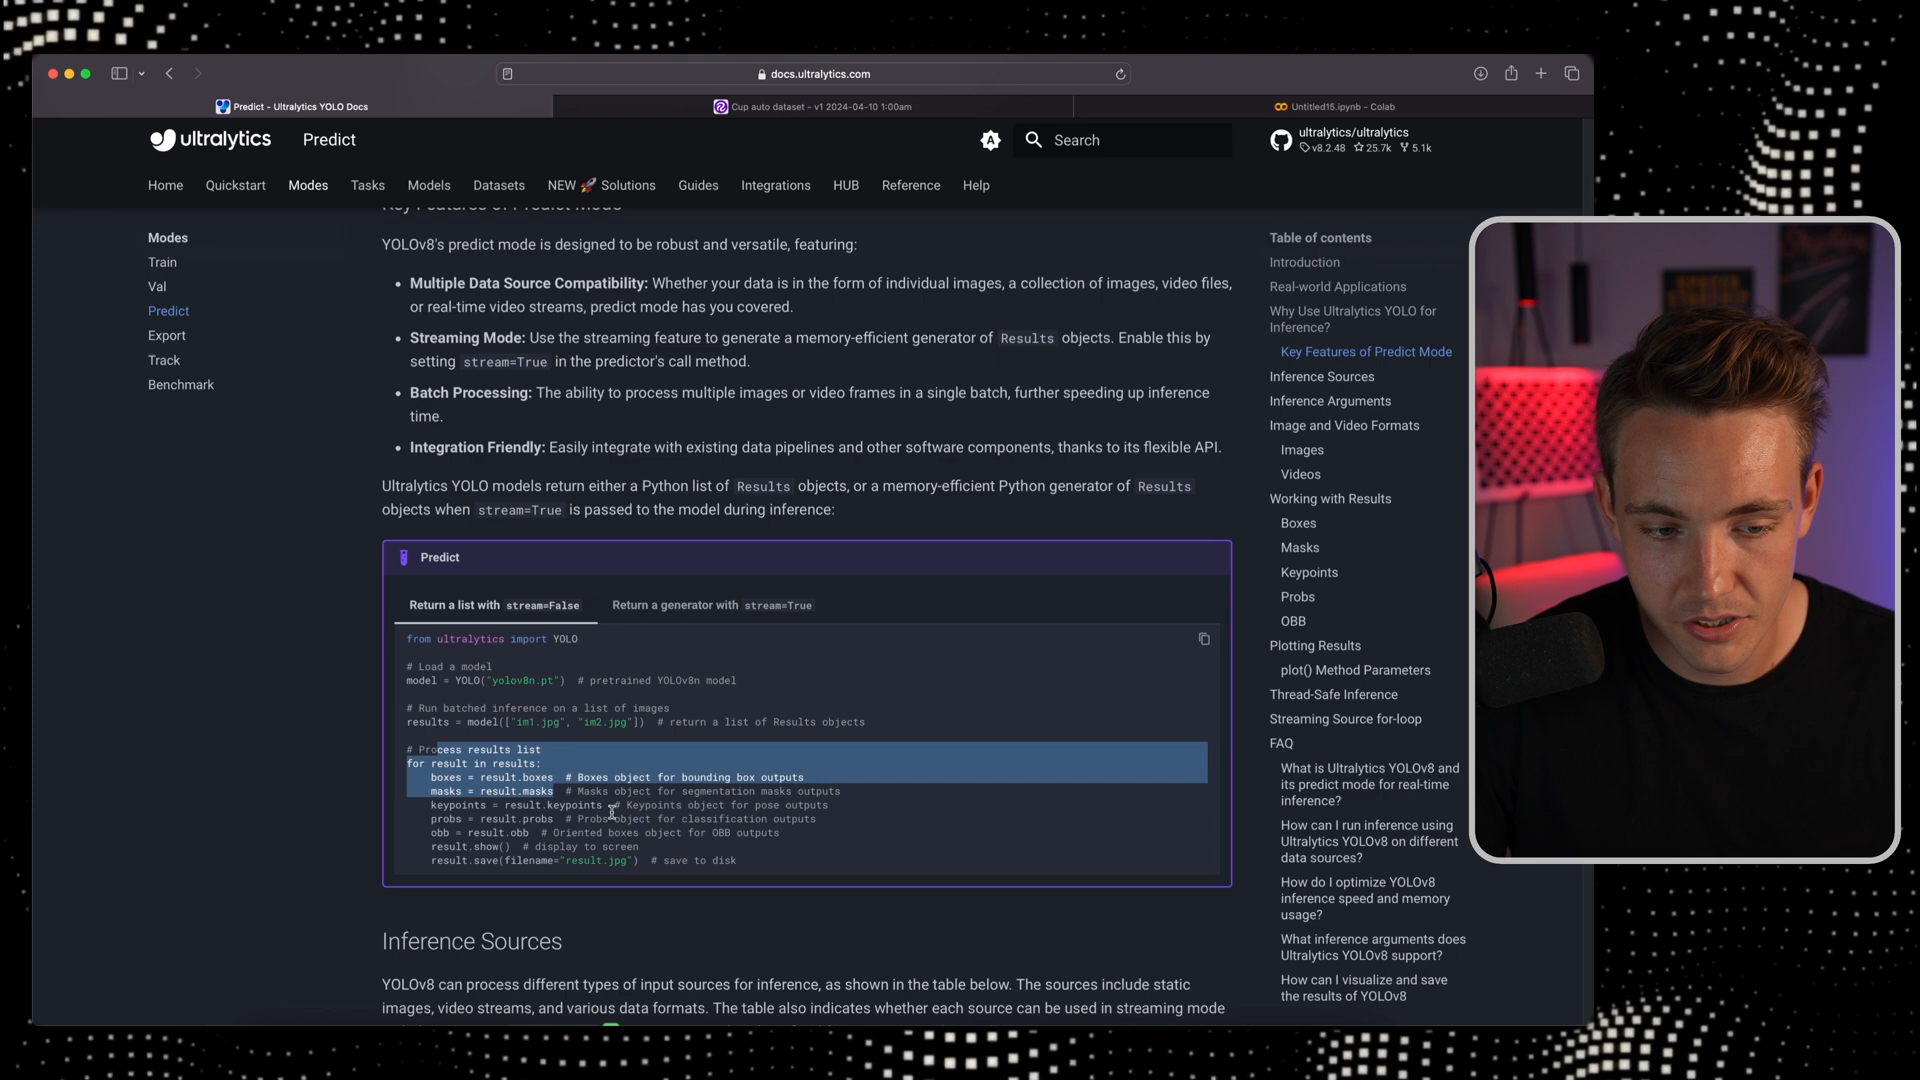 docs.ultralytics.com
Predict - Ultralytics YOLO Docs
Cup auto dataset - v1 2024-04-10 1:00am
Untitled15.ipynb - Colab
ultralytics
Predict
Search
ultralytics/ultralytics
v8.2.48 25.7k 5.1k
Home Quickstart Modes Tasks Models Datasets NEW 🚀 Solutions Guides Integrations HUB Reference Help
Modes
Train
Val
Predict
Export
Track
Benchmark
Key Features of Predict Mode
YOLOv8's predict mode is designed to be robust and versatile, featuring:
• Multiple Data Source Compatibility: Whether your data is in the form of individual images, a collection of images, video files,
or real-time video streams, predict mode has you covered.
• Streaming Mode: Use the streaming feature to generate a memory-efficient generator of Results objects. Enable this by
setting stream=True in the predictor's call method.
• Batch Processing: The ability to process multiple images or video frames in a single batch, further speeding up inference
time.
• Integration Friendly: Easily integrate with existing data pipelines and other software components, thanks to its flexible API.
Ultralytics YOLO models return either a Python list of Results objects, or a memory-efficient Python generator of Results
objects when stream=True is passed to the model during inference:
Predict
Return a list with stream=False
Return a generator with stream=True
from ultralytics import YOLO
# Load a model
model = YOLO("yolov8n.pt")  # pretrained YOLOv8n model
# Run batched inference on a list of images
results = model(["im1.jpg", "im2.jpg"])  # return a list of Results objects
# Process results list
for result in results:
boxes = result.boxes  # Boxes object for bounding box outputs
masks = result.masks  # Masks object for segmentation masks outputs
keypoints = result.keypoints  # Keypoints object for pose outputs
probs = result.probs  # Probs object for classification outputs
obb = result.obb  # Oriented boxes object for OBB outputs
result.show()  # display to screen
result.save(filename="result.jpg")  # save to disk
Inference Sources
YOLOv8 can process different types of input sources for inference, as shown in the table below. The sources include static
images, video streams, and various data formats. The table also indicates whether each source can be used in streaming mode
Table of contents
Introduction
Real-world Applications
Why Use Ultralytics YOLO for
Inference?
Key Features of Predict Mode
Inference Sources
Inference Arguments
Image and Video Formats
Images
Videos
Working with Results
Boxes
Masks
Keypoints
Probs
OBB
Plotting Results
plot() Method Parameters
Thread-Safe Inference
Streaming Source for-loop
FAQ
What is Ultralytics YOLOv8 and
its predict mode for real-time
inference?
How can I run inference using
Ultralytics YOLOv8 on different
data sources?
How do I optimize YOLOv8
inference speed and memory
usage?
What inference arguments does
Ultralytics YOLOv8 support?
How can I visualize and save
the results of YOLOv8